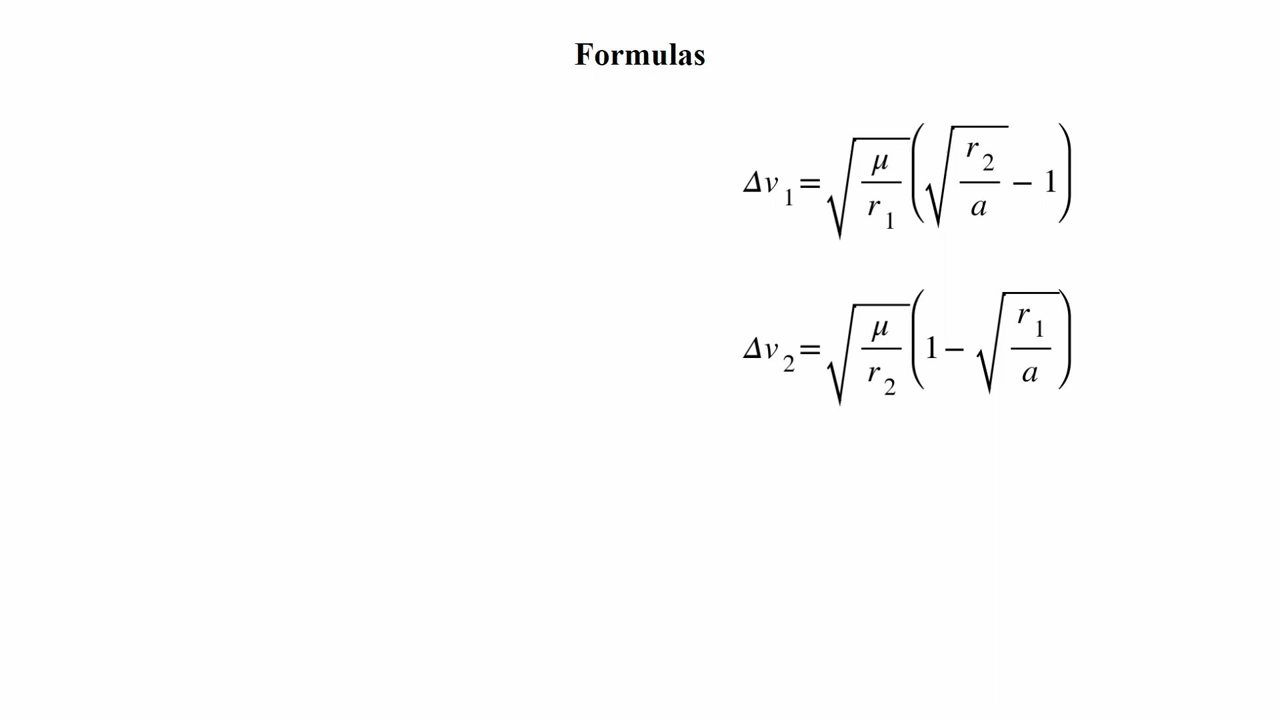 Formulas
Δv₁=√(μ/r₁)(√(r₂/a) − 1)
Δv₂=√(μ/r₂)(1 − √(r₁/a))